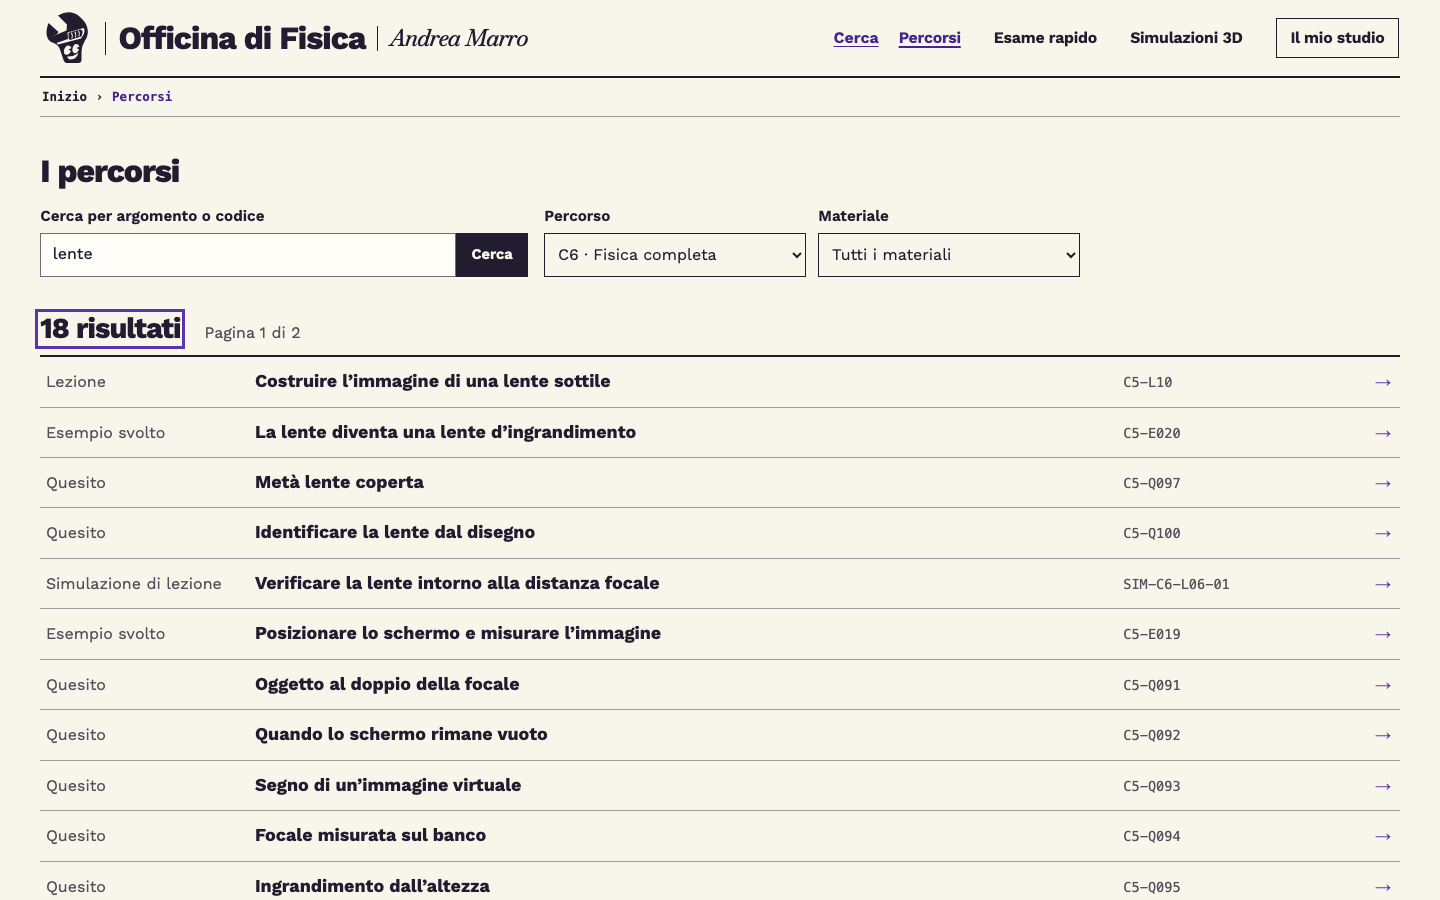 Officina di Fisica Andrea Marro Cerca Percorsi Esame rapido Simulazioni 3D Il mio studio
Inizio › Percorsi
I percorsi
Cerca per argomento o codice Percorso Materiale
lente Cerca C6 · Fisica completa Tutti i materiali
18 risultati Pagina 1 di 2
Lezione Costruire l’immagine di una lente sottile C5-L10 →
Esempio svolto La lente diventa una lente d’ingrandimento C5-E020 →
Quesito Metà lente coperta C5-Q097 →
Quesito Identificare la lente dal disegno C5-Q100 →
Simulazione di lezione Verificare la lente intorno alla distanza focale SIM-C6-L06-01 →
Esempio svolto Posizionare lo schermo e misurare l’immagine C5-E019 →
Quesito Oggetto al doppio della focale C5-Q091 →
Quesito Quando lo schermo rimane vuoto C5-Q092 →
Quesito Segno di un’immagine virtuale C5-Q093 →
Quesito Focale misurata sul banco C5-Q094 →
Quesito Ingrandimento dall’altezza C5-Q095 →